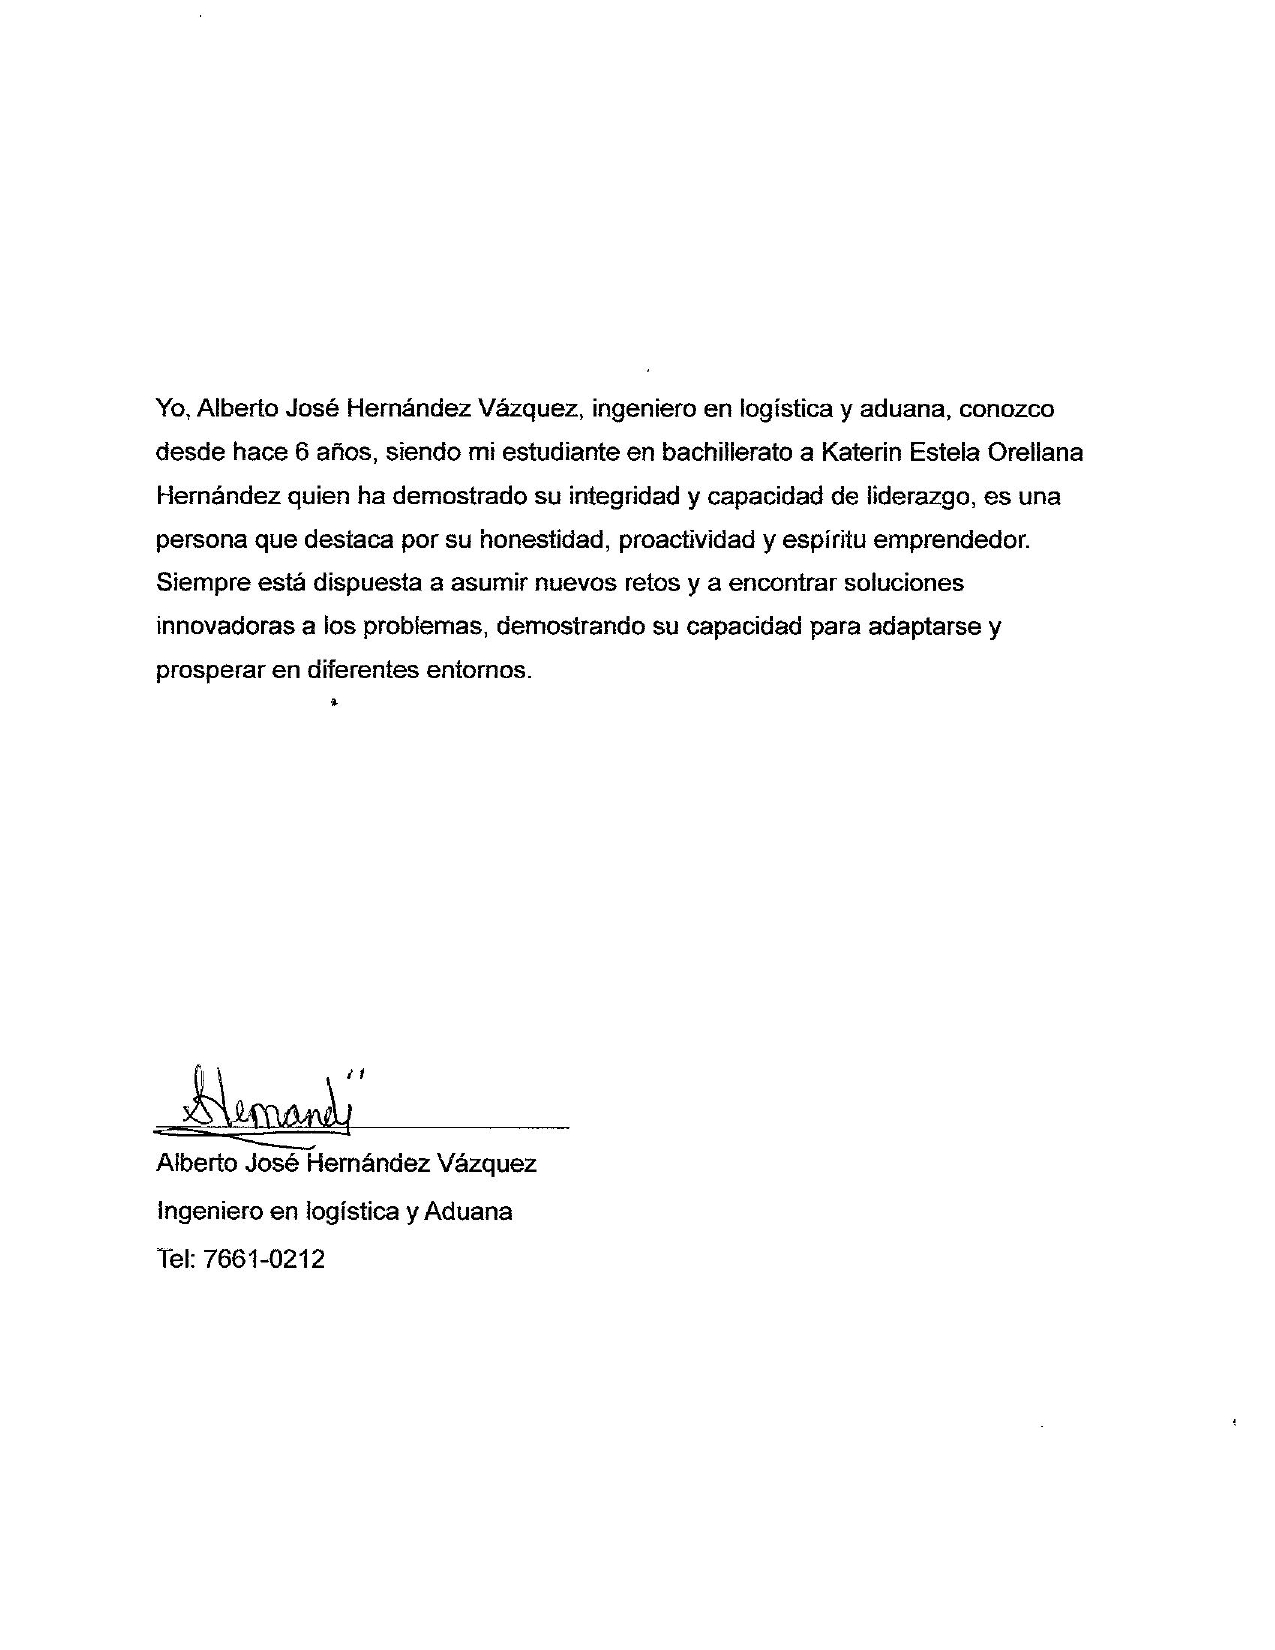 Yo, Alberto José Hernández Vázquez, ingeniero en logística y aduana, conozco
desde hace 6 años, siendo mi estudiante en bachillerato a Katerin Estela Orellana
Hernández quien ha demostrado su integridad y capacidad de liderazgo, es una
persona que destaca por su honestidad, proactividad y espíritu emprendedor.
Siempre está dispuesta a asumir nuevos retos y a encontrar soluciones
innovadoras a los problemas, demostrando su capacidad para adaptarse y
prosperar en diferentes entornos.
Alberto José Hernández Vázquez
Ingeniero en logística y Aduana
Tel: 7661-0212